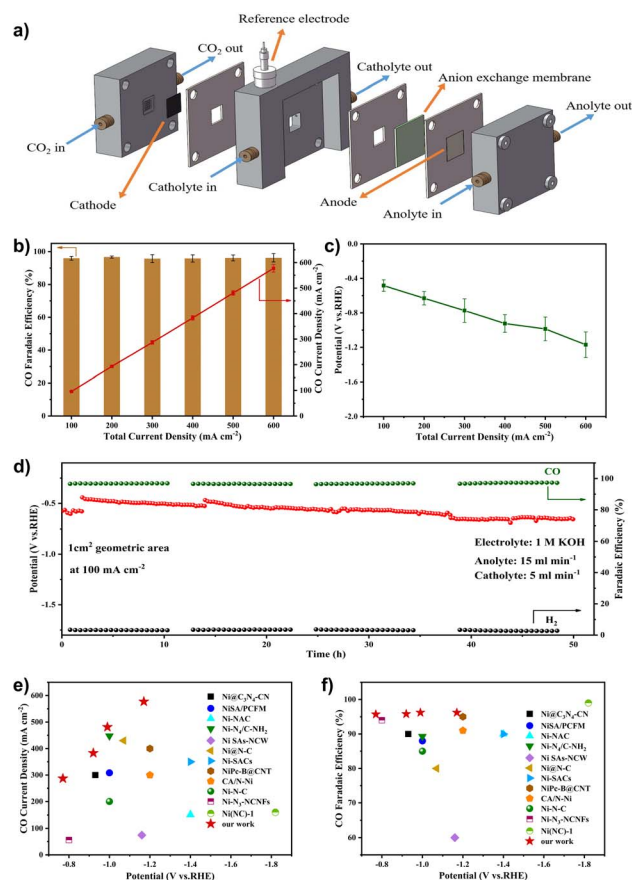 a)
Reference electrode
CO2 out
Catholyte out
Anion exchange membrane
Anolyte out
CO2 in
Cathode
Catholyte in
Anode
Anolyte in
b)
CO Faradaic Efficiency (%)
100
80
60
40
20
0
100 200 300 400 500 600
Total Current Density (mA cm-2)
600
500
400
300
200
100
0
CO Current Density (mA cm-2)
c)
Potential (V vs.RHE)
0.0
-0.4
-0.8
-1.2
-1.6
-2.0
100 200 300 400 500 600
Total Current Density (mA cm-2)
d)
Potential (V vs.RHE)
-0.5
-1.0
-1.5
CO
1cm2 geometric area
at 100 mA cm-2
Electrolyte: 1 M KOH
Anolyte: 15 ml min-1
Catholyte: 5 ml min-1
H2
100
80
60
40
20
0
Faradaic Efficiency (%)
0 10 20 30 40 50
Time (h)
e)
CO Current Density (mA cm-2)
600
500
400
300
200
100
0
Ni@C3N4-CN
NiSA/PCFM
Ni-NAC
Ni-N4/C-NH2
Ni SAs-NCW
Ni@N-C
Ni-SACs
NiPc-B@CNT
CA/N-Ni
Ni-N-C
Ni-N3-NCNFs
Ni(NC)-1
our work
-0.8 -1.0 -1.2 -1.4 -1.6 -1.8
Potential (V vs.RHE)
f)
CO Faradaic Efficiency (%)
100
90
80
70
60
Ni@C3N4-CN
NiSA/PCFM
Ni-NAC
Ni-N4/C-NH2
Ni SAs-NCW
Ni@N-C
Ni-SACs
NiPc-B@CNT
CA/N-Ni
Ni-N-C
Ni-N3-NCNFs
Ni(NC)-1
our work
-0.8 -1.0 -1.2 -1.4 -1.6 -1.8
Potential (V vs.RHE)